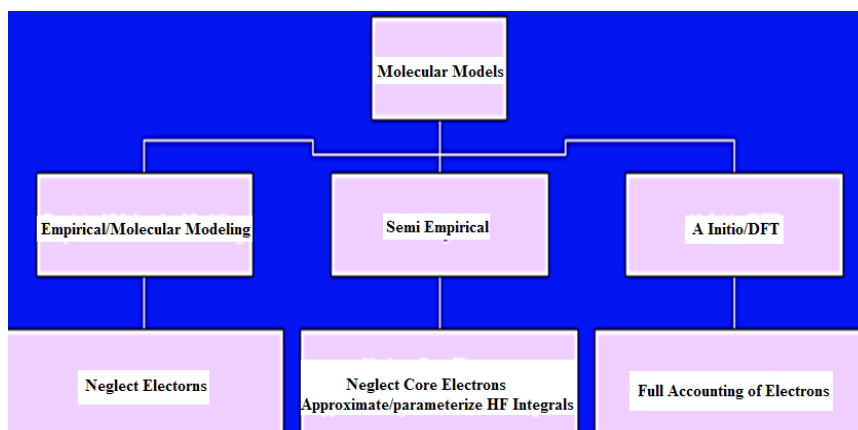 Molecular Models
Empirical/Molecular Modeling
Semi Empirical
A Initio/DFT
Neglect Electorns
Neglect Core Electrons
Approximate/parameterize HF Integrals
Full Accounting of Electrons